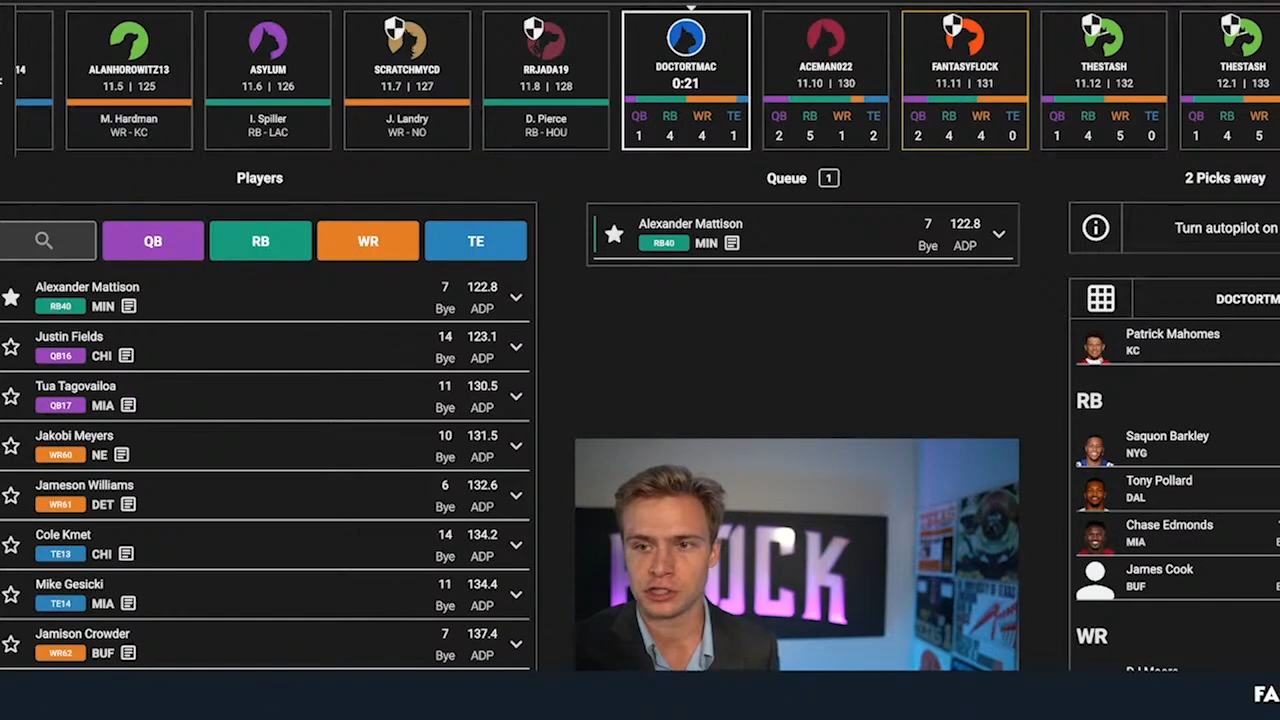 14
ALANHOROWITZ13
11.5 | 125
M. Hardman
WR - KC
ASYLUM
11.6 | 126
I. Spiller
RB - LAC
SCRATCHMYCD
11.7 | 127
J. Landry
WR - NO
RRJADA19
11.8 | 128
D. Pierce
RB - HOU
DOCTORTMAC
0:21
QB RB WR TE
1 4 4 1
ACEMAN022
11.10 | 130
QB RB WR TE
2 5 1 2
FANTASYFLOCK
11.11 | 131
QB RB WR TE
2 4 4 0
THESTASH
11.12 | 132
QB RB WR TE
1 4 5 0
THESTASH
12.1 | 133
QB RB WR
1 4 5
Players
QB RB WR TE
Alexander Mattison 7 122.8
RB40 MIN Bye ADP
Justin Fields 14 123.1
QB16 CHI Bye ADP
Tua Tagovailoa 11 130.5
QB17 MIA Bye ADP
Jakobi Meyers 10 131.5
WR60 NE Bye ADP
Jameson Williams 6 132.6
WR61 DET Bye ADP
Cole Kmet 14 134.2
TE13 CHI Bye ADP
Mike Gesicki 11 134.4
TE14 MIA Bye ADP
Jamison Crowder 7 137.4
WR62 BUF Bye ADP
Queue 1
Alexander Mattison 7 122.8
RB40 MIN Bye ADP
OCK
2 Picks away
Turn autopilot on
DOCTORTM
Patrick Mahomes
KC
RB
Saquon Barkley
NYG
Tony Pollard
DAL
Chase Edmonds
MIA
James Cook
BUF
WR
DJ Moore
FA